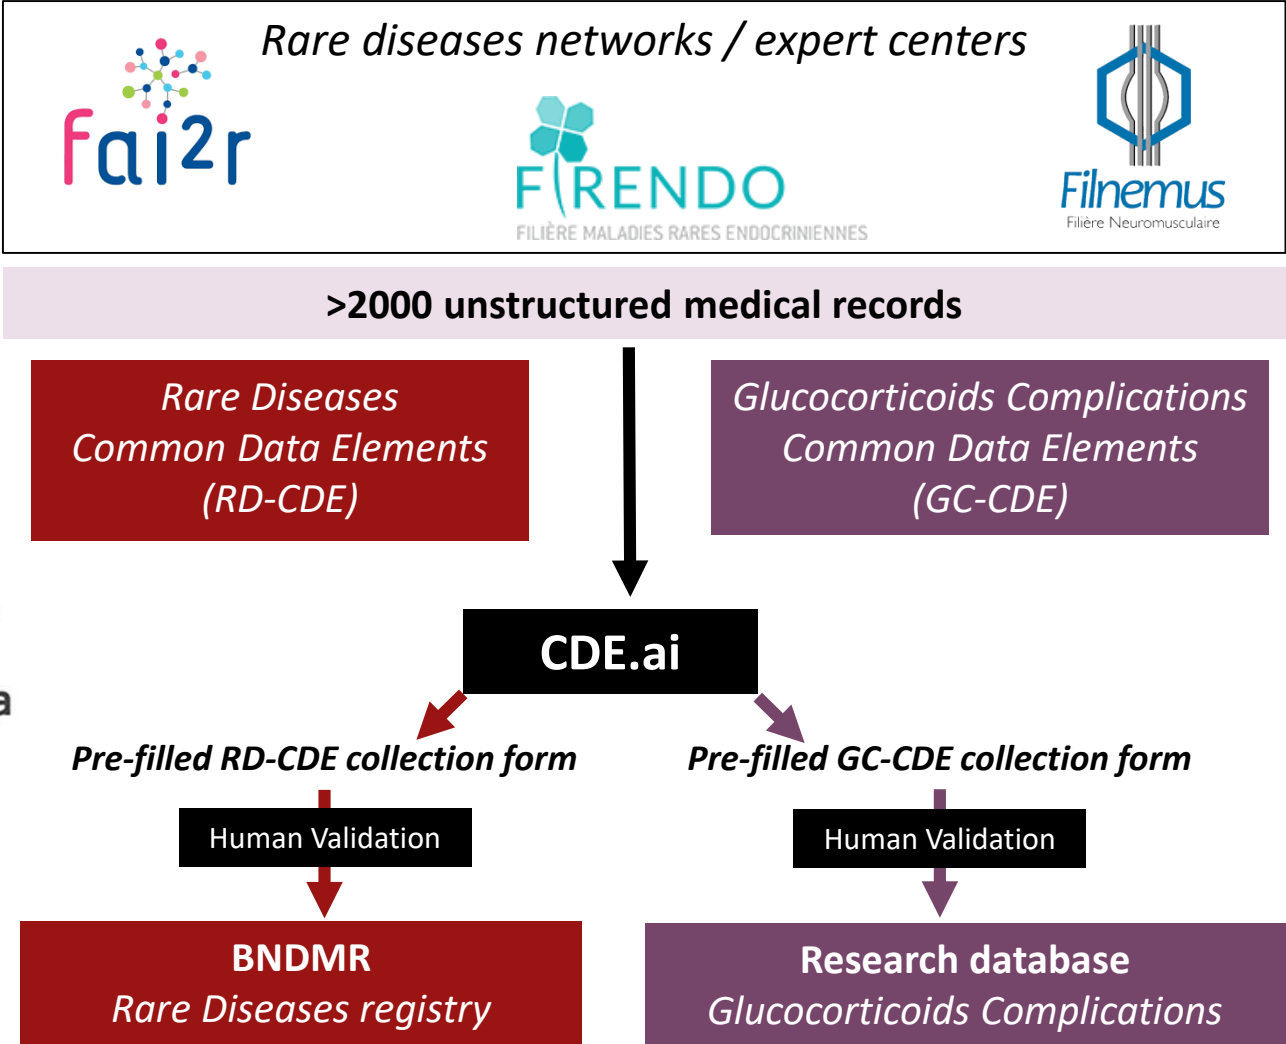 Rare diseases networks / expert centers
fai2r
FIRENDO
FILIÈRE MALADIES RARES ENDOCRINIENNES
Filnemus
Filière Neuromusculaire
>2000 unstructured medical records
Rare Diseases
Common Data Elements
(RD-CDE)
Glucocorticoids Complications
Common Data Elements
(GC-CDE)
CDE.ai
a
Pre-filled RD-CDE collection form
Pre-filled GC-CDE collection form
Human Validation
Human Validation
BNDMR
Rare Diseases registry
Research database
Glucocorticoids Complications